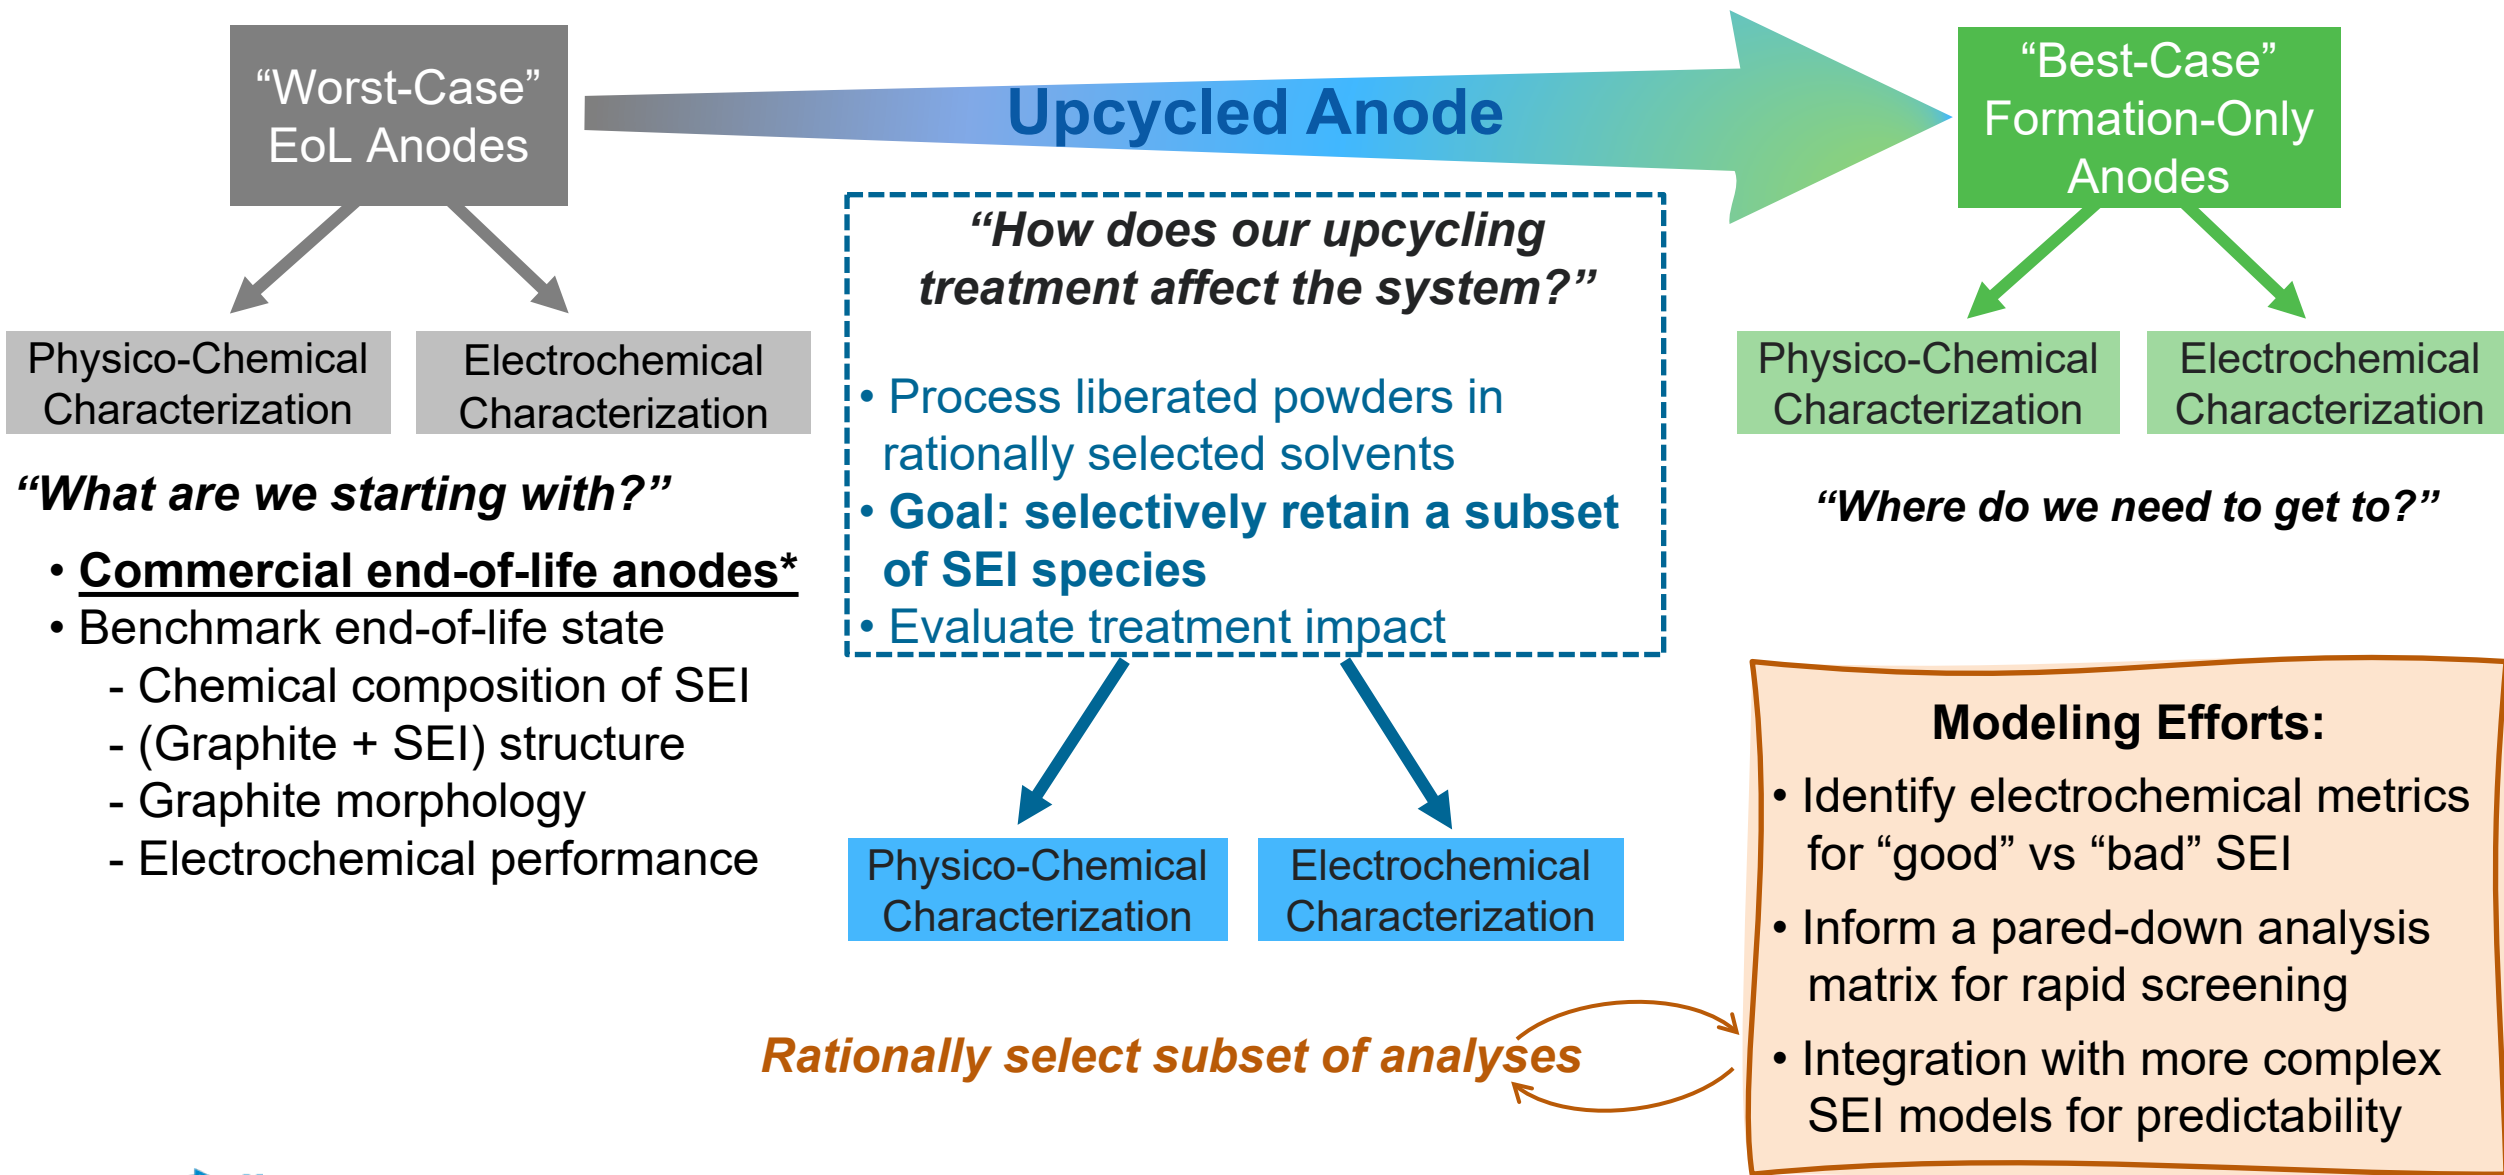 “Worst-Case”
EoL Anodes
Upcycled Anode
“Best-Case”
Formation-Only
Anodes
Physico-Chemical
Characterization
Electrochemical
Characterization
“What are we starting with?”
• Commercial end-of-life anodes*
• Benchmark end-of-life state
- Chemical composition of SEI
- (Graphite + SEI) structure
- Graphite morphology
- Electrochemical performance
“How does our upcycling
treatment affect the system?”
• Process liberated powders in
rationally selected solvents
• Goal: selectively retain a subset
of SEI species
• Evaluate treatment impact
Physico-Chemical
Characterization
Electrochemical
Characterization
Physico-Chemical
Characterization
Electrochemical
Characterization
“Where do we need to get to?”
Rationally select subset of analyses
Modeling Efforts:
• Identify electrochemical metrics
for “good” vs “bad” SEI
• Inform a pared-down analysis
matrix for rapid screening
• Integration with more complex
SEI models for predictability